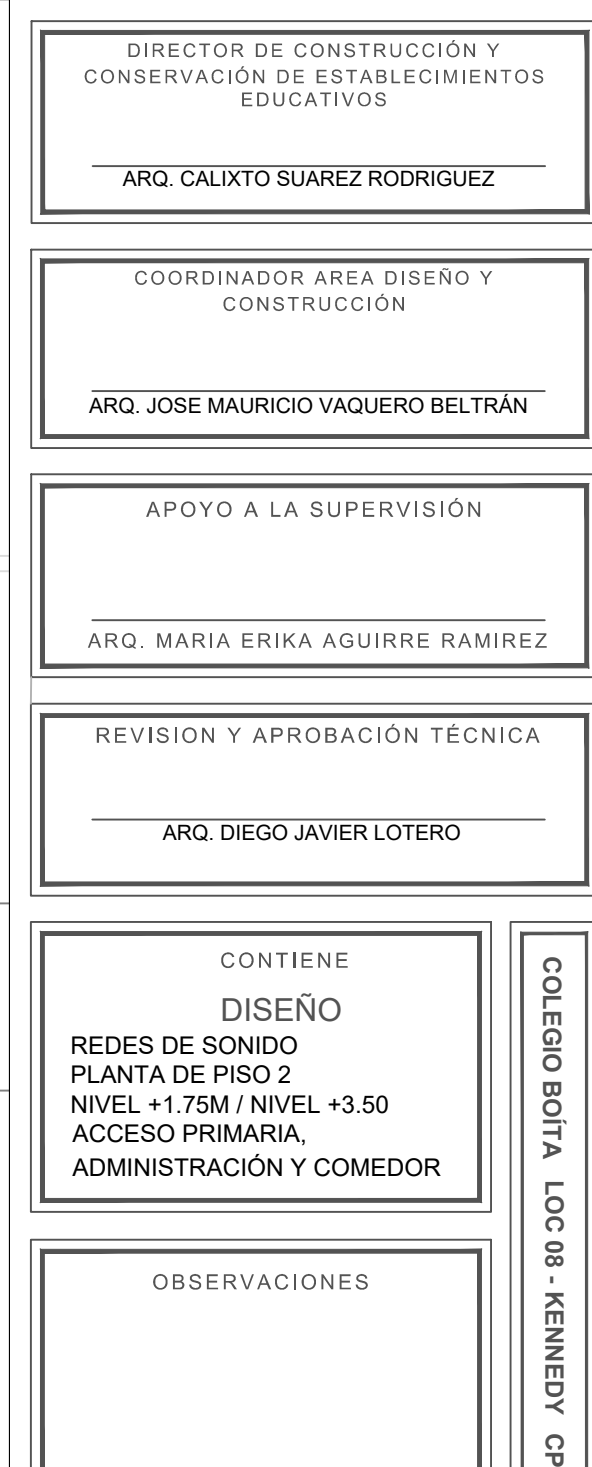 DIRECTOR DE CONSTRUCCIÓN Y
CONSERVACIÓN DE ESTABLECIMIENTOS
EDUCATIVOS
ARQ. CALIXTO SUAREZ RODRIGUEZ
COORDINADOR AREA DISEÑO Y
CONSTRUCCIÓN
ARQ. JOSE MAURICIO VAQUERO BELTRÁN
APOYO A LA SUPERVISIÓN
ARQ. MARIA ERIKA AGUIRRE RAMIREZ
REVISION Y APROBACIÓN TÉCNICA
ARQ. DIEGO JAVIER LOTERO
CONTIENE
DISEÑO
REDES DE SONIDO
PLANTA DE PISO 2
NIVEL +1.75M / NIVEL +3.50
ACCESO PRIMARIA,
ADMINISTRACIÓN Y COMEDOR
OBSERVACIONES
COLEGIO BOÍTA LOC 08 - KENNEDY CP